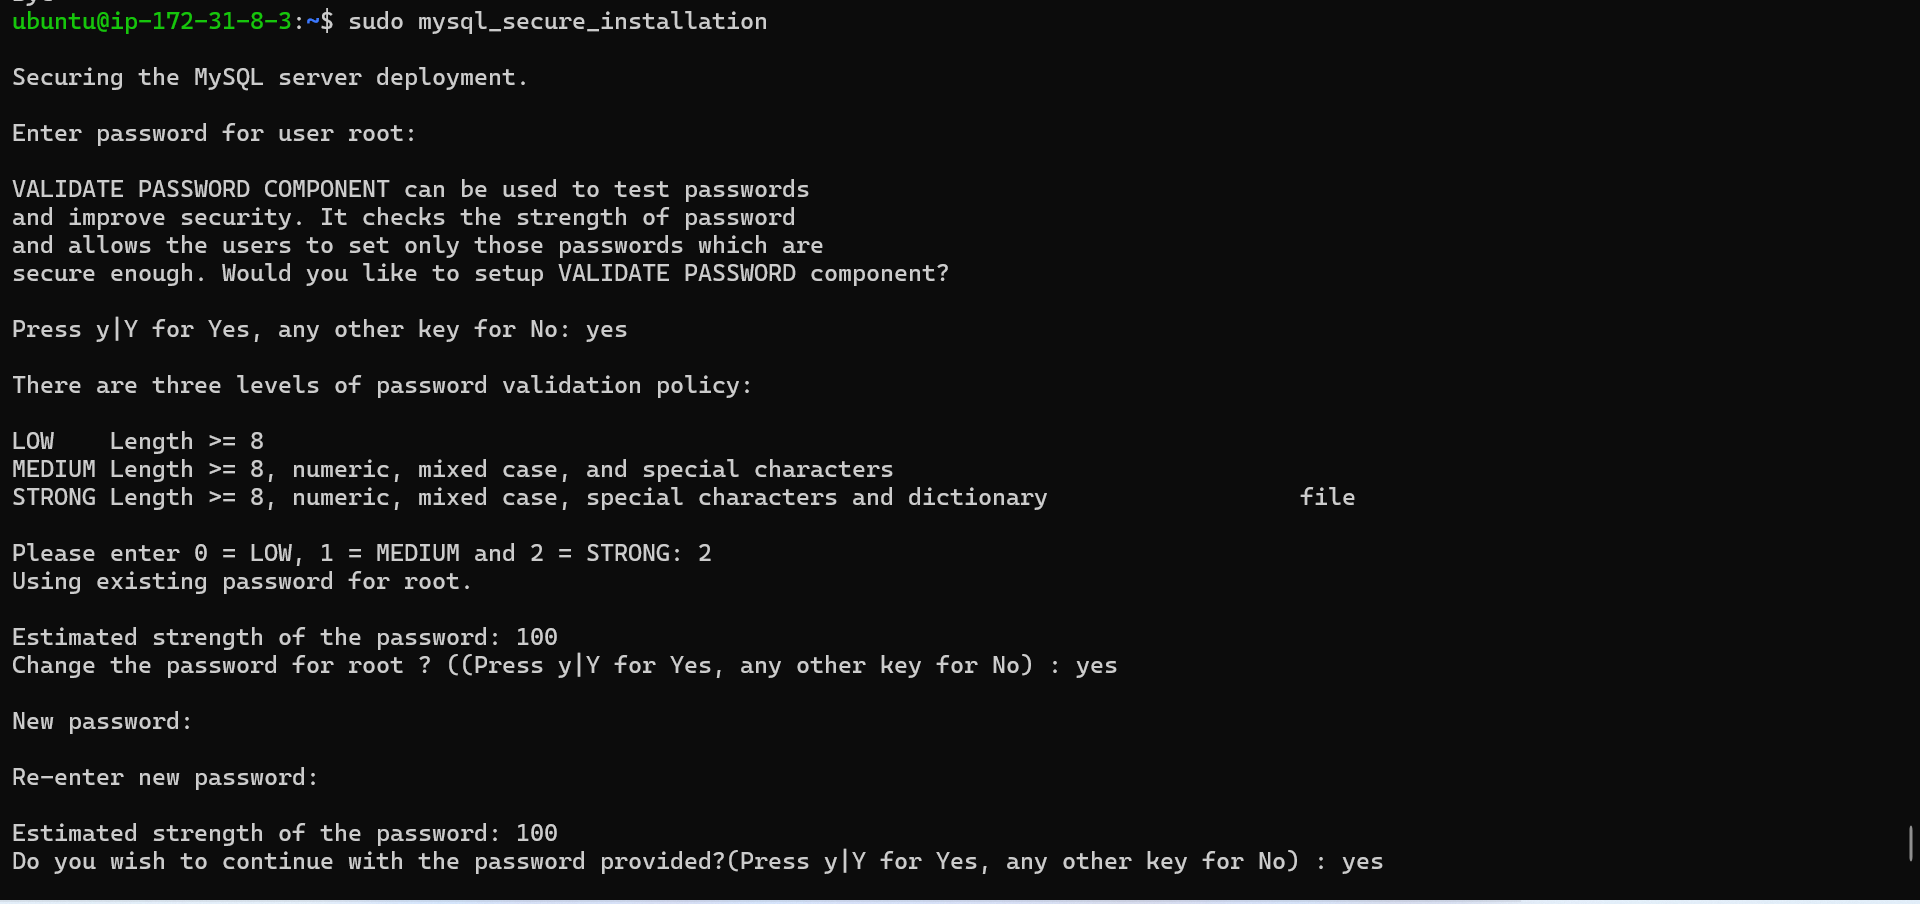 ubuntu@ip-172-31-8-3:~$ sudo mysql_secure_installation
Securing the MySQL server deployment.
Enter password for user root:
VALIDATE PASSWORD COMPONENT can be used to test passwords
and improve security. It checks the strength of password
and allows the users to set only those passwords which are
secure enough. Would you like to setup VALIDATE PASSWORD component?
Press y|Y for Yes, any other key for No: yes
There are three levels of password validation policy:
LOW    Length >= 8
MEDIUM Length >= 8, numeric, mixed case, and special characters
STRONG Length >= 8, numeric, mixed case, special characters and dictionary                  file
Please enter 0 = LOW, 1 = MEDIUM and 2 = STRONG: 2
Using existing password for root.
Estimated strength of the password: 100
Change the password for root ? ((Press y|Y for Yes, any other key for No) : yes
New password:
Re-enter new password:
Estimated strength of the password: 100
Do you wish to continue with the password provided?(Press y|Y for Yes, any other key for No) : yes